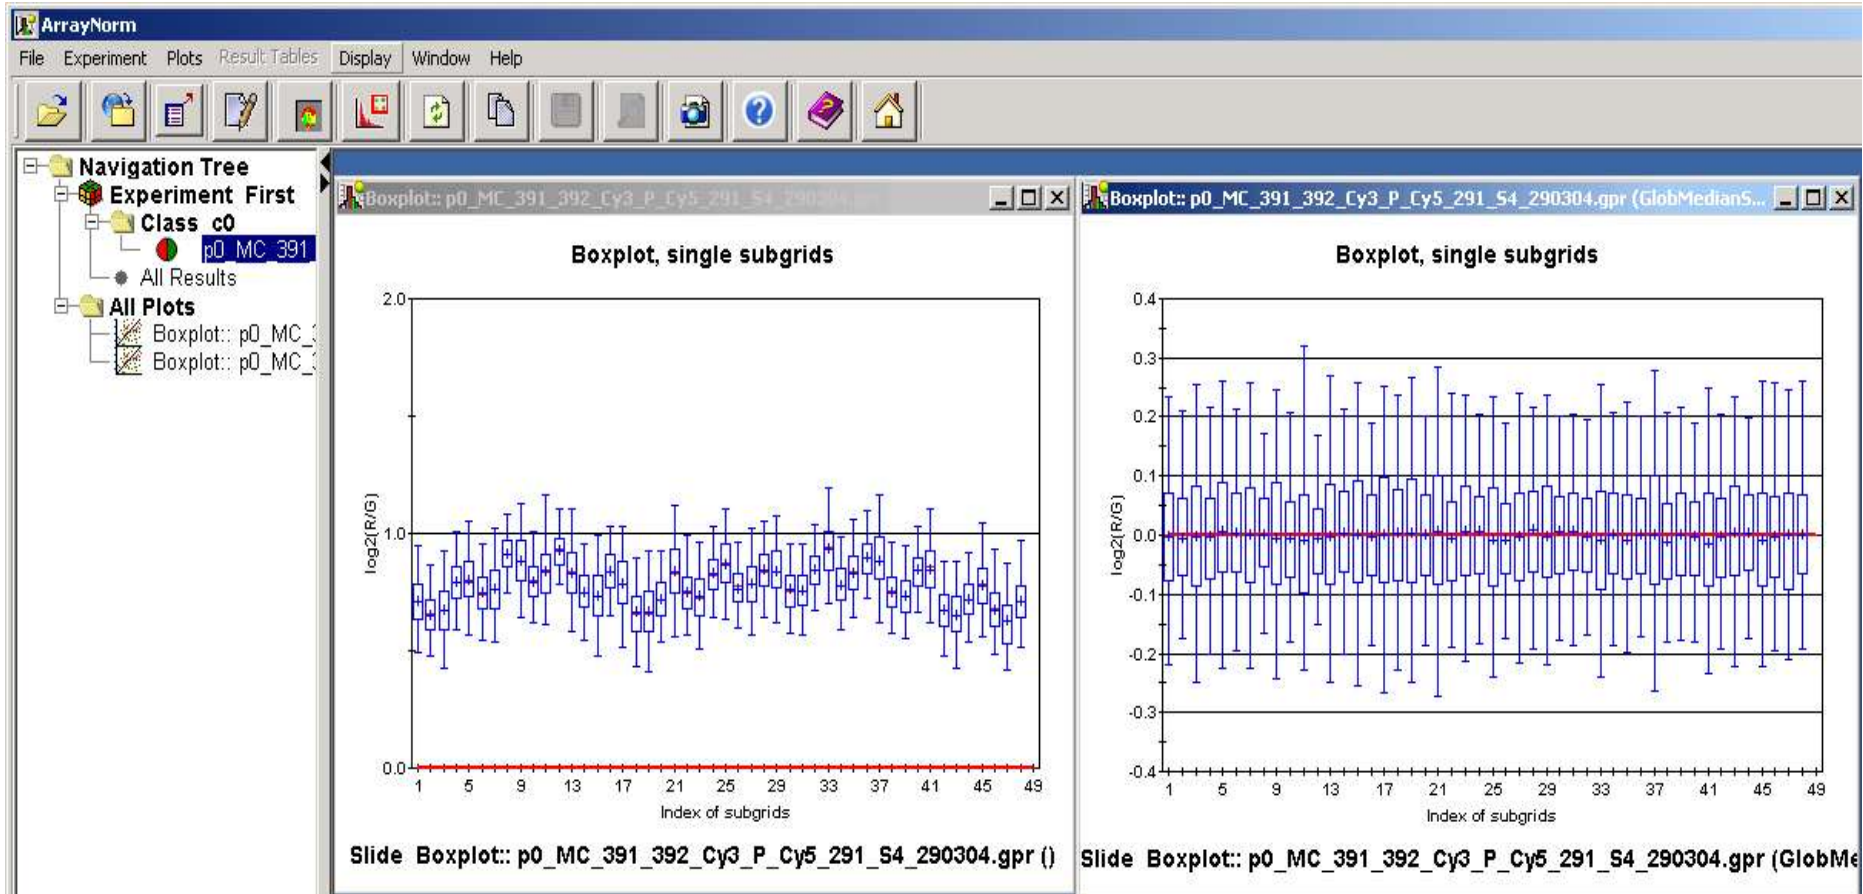 ArrayNorm
File Experiment Plots Result Tables Display Window Help
Navigation Tree
Experiment First
Class c0
p0_MC_391
All Results
All Plots
Boxplot:: p0_MC_
Boxplot:: p0_MC_
Boxplot:: p0_MC_391_392_Cy3_P_Cy5_291_S4_290304.gpr
Boxplot, single subgrids
2.0
1.0
0.0
log2(R/G)
1 5 9 13 17 21 25 29 33 37 41 45 49
Index of subgrids
Slide Boxplot:: p0_MC_391_392_Cy3_P_Cy5_291_S4_290304.gpr ()
Boxplot:: p0_MC_391_392_Cy3_P_Cy5_291_S4_290304.gpr (GlobMedianS...
Boxplot, single subgrids
0.4
0.3
0.2
0.1
0.0
-0.1
-0.2
-0.3
-0.4
log2(R/G)
1 5 9 13 17 21 25 29 33 37 41 45 49
Index of subgrids
Slide Boxplot:: p0_MC_391_392_Cy3_P_Cy5_291_S4_290304.gpr (GlobMe